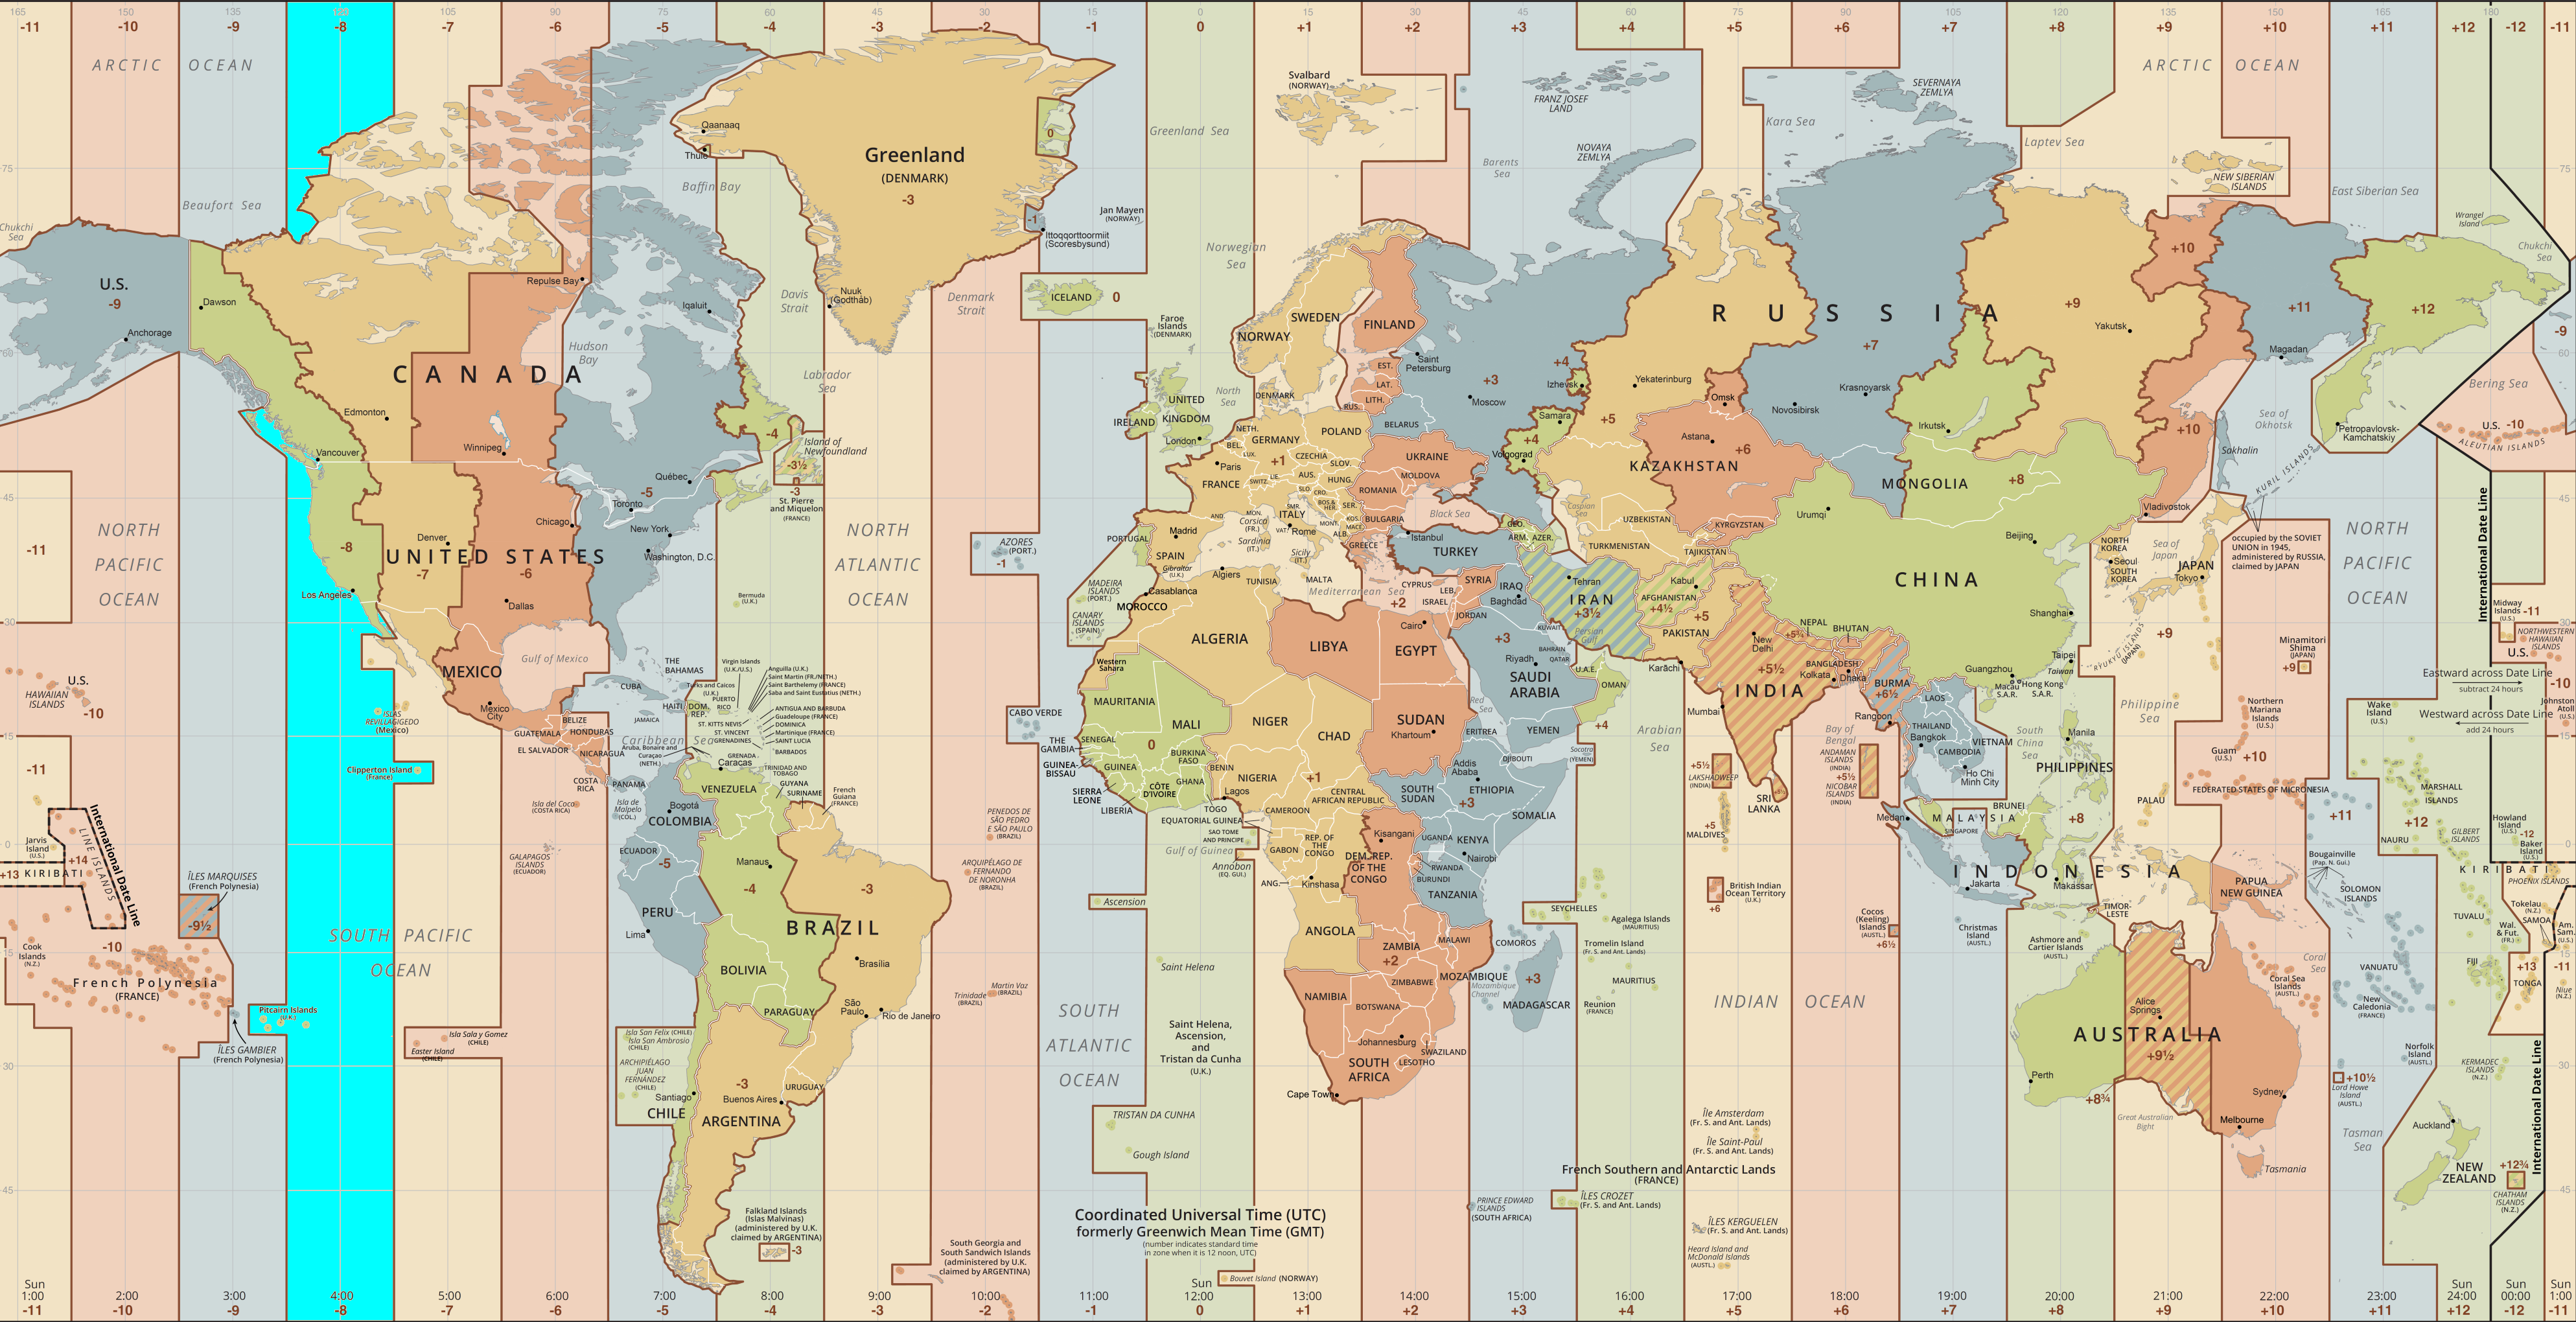 165 150 135 120 105 90 75 60 45 30 15 0 15 30 45 60 75 90 105 120 135 150 165 180
-11 -10 -9 -8 -7 -6 -5 -4 -3 -2 -1 0 +1 +2 +3 +4 +5 +6 +7 +8 +9 +10 +11 +12 -12 -11
ARCTIC OCEAN
ARCTIC OCEAN
Svalbard
(NORWAY)
FRANZ JOSEF
LAND
SEVERNAYA
ZEMLYA
Qaanaaq
Thule
Greenland
(DENMARK)
-3
0
Greenland Sea
Kara Sea
Laptev Sea
Barents
Sea
NOVAYA
ZEMLYA
NEW SIBERIAN
ISLANDS
East Siberian Sea
75
75
Baffin Bay
Beaufort Sea
Chukchi
Sea
Wrangel
Island
Chukchi
Sea
Jan Mayen
(NORWAY)
-1
Ittoqqortoormiit
(Scoresbysund)
Norwegian
Sea
U.S.
-9
Dawson
Anchorage
Repulse Bay
Iqaluit
Davis
Strait
Nuuk
(Godthåb)
Denmark
Strait
ICELAND
0
Faroe
Islands
(DENMARK)
SWEDEN
NORWAY
FINLAND
RUSSIA
+10
+9
+11
+12
+7
Yakutsk
Magadan
-9
60
60
CANADA
Hudson
Bay
Labrador
Sea
Edmonton
Winnipeg
Vancouver
-4
Island of
Newfoundland
-3½
-3
St. Pierre
and Miquelon
(FRANCE)
Québec
-5
Toronto
New York
Washington, D.C.
Chicago
Denver
UNITED STATES
-8
-7
-6
Los Angeles
Dallas
North
Sea
UNITED
KINGDOM
IRELAND
London
DENMARK
NETH.
BEL.
LUX.
GERMANY
POLAND
EST.
LAT.
LITH.
RUS.
BELARUS
Saint
Petersburg
Moscow
+3
+4
Izhevsk
Samara
+4
Volgograd
Yekaterinburg
+5
Omsk
Novosibirsk
Krasnoyarsk
Irkutsk
+8
+10
Sea of
Okhotsk
Petropavlovsk-
Kamchatskiy
Bering Sea
U.S. -10
ALEUTIAN ISLANDS
Sakhalin
KURIL ISLANDS
45
45
Paris
FRANCE
SWITZ.
CZECHIA
SLOV.
AUS.
HUNG.
SLO.
CRO.
SER.
+1
UKRAINE
MOLDOVA
ROMANIA
BULGARIA
Black Sea
GEO.
ARM.
AZER.
Caspian
Sea
Astana
+6
KAZAKHSTAN
UZBEKISTAN
KYRGYZSTAN
TURKMENISTAN
TAJIKISTAN
MONGOLIA
Urumqi
Vladivostok
Beijing
NORTH
KOREA
Seoul
SOUTH
KOREA
Sea of
Japan
JAPAN
Tokyo
occupied by the SOVIET
UNION in 1945,
administered by RUSSIA,
claimed by JAPAN
AND.
MON.
SMR.
Corsica
(FR.)
VAT.
ITALY
Rome
Sardinia
(IT.)
Sicily
(IT.)
MONT.
KOS.
MACE.
ALB.
GREECE
Istanbul
TURKEY
Madrid
PORTUGAL
SPAIN
Gibraltar
(U.K.)
Algiers
TUNISIA
MALTA
Mediterranean Sea
CYPRUS
SYRIA
LEB.
ISRAEL
JORDAN
IRAQ
Baghdad
Tehran
IRAN
+3½
Kabul
AFGHANISTAN
+4½
PAKISTAN
+5
CHINA
Shanghai
AZORES
(PORT.)
-1
MADEIRA
ISLANDS
(PORT.)
Casablanca
MOROCCO
CANARY
ISLANDS
(SPAIN)
+2
NORTH
PACIFIC
OCEAN
NORTH
ATLANTIC
OCEAN
NORTH
PACIFIC
OCEAN
-11
International Date Line
Midway
Islands
(U.S.)
-11
NORTHWESTERN
HAWAIIAN
ISLANDS
U.S.
Bermuda
(U.K.)
30
30
U.S.
HAWAIIAN
ISLANDS
-10
MEXICO
Gulf of Mexico
Mexico
City
THE
BAHAMAS
CUBA
Turks and Caicos
(U.K.)
Virgin Islands
(U.K./U.S.)
Anguilla (U.K.)
Saint Martin (FR./NETH.)
Saint Barthelemy (FRANCE)
Saba and Saint Eustatius (NETH.)
PUERTO
RICO
HAITI
DOM.
REP.
JAMAICA
ST. KITTS NEVIS
ST. VINCENT
GRENADINES
ANTIGUA AND BARBUDA
Guadeloupe (FRANCE)
DOMINICA
Martinique (FRANCE)
SAINT LUCIA
BARBADOS
GRENADA
TRINIDAD AND
TOBAGO
Caribbean Sea
Aruba, Bonaire and
Curaçao
(NETH.)
ISLAS
REVILLAGIGEDO
(Mexico)
Clipperton Island
(France)
BELIZE
GUATEMALA
HONDURAS
EL SALVADOR
NICARAGUA
COSTA
RICA
PANAMA
Isla del Coco
(COSTA RICA)
Isla de
Malpelo
(COL.)
Caracas
VENEZUELA
GUYANA
SURINAME
French
Guiana
(FRANCE)
Bogotá
COLOMBIA
ECUADOR
GALAPAGOS
ISLANDS
(ECUADOR)
-5
-4
-3
Manaus
PERU
Lima
BRAZIL
BOLIVIA
Brasília
PARAGUAY
São
Paulo
Rio de Janeiro
PENEDOS DE
SÃO PEDRO
E SÃO PAULO
(BRAZIL)
ARQUIPÉLAGO DE
FERNANDO
DE NORONHA
(BRAZIL)
Trinidade
(BRAZIL)
Martin Vaz
(BRAZIL)
Western
Sahara
ALGERIA
LIBYA
EGYPT
Cairo
KUWAIT
Persian
Gulf
BAHRAIN
QATAR
U.A.E.
Riyadh
SAUDI
ARABIA
+3
OMAN
+4
YEMEN
Red
Sea
Arabian
Sea
Karāchi
New
Delhi
NEPAL
+5¾
BHUTAN
BANGLADESH
Kolkata
Dhaka
BURMA
+6½
INDIA
+5½
Mumbai
Rangoon
LAOS
THAILAND
Bangkok
VIETNAM
CAMBODIA
Ho Chi
Minh City
Guangzhou
Macau
S.A.R.
Hong Kong
S.A.R.
Taipei
Taiwan
RYUKYU ISLANDS
(JAPAN)
+9
Minamitori
Shima
(JAPAN)
+9
Eastward across Date Line
subtract 24 hours
Westward across Date Line
add 24 hours
-10
Johnston
Atoll
(U.S.)
Wake
Island
(U.S.)
Northern
Mariana
Islands
(U.S.)
Guam
(U.S.)
+10
Philippine
Sea
South
China
Sea
Manila
PHILIPPINES
15
15
CABO VERDE
MAURITANIA
MALI
0
NIGER
CHAD
SUDAN
Khartoum
ERITREA
DJIBOUTI
Socotra
(YEMEN)
SENEGAL
THE
GAMBIA
GUINEA-
BISSAU
GUINEA
SIERRA
LEONE
LIBERIA
CÔTE
D'IVOIRE
BURKINA
FASO
GHANA
BENIN
TOGO
NIGERIA
Lagos
+1
CAMEROON
CENTRAL
AFRICAN REPUBLIC
SOUTH
SUDAN
Addis
Ababa
ETHIOPIA
+3
SOMALIA
EQUATORIAL GUINEA
SAO TOME
AND PRINCIPE
Gulf of Guinea
Annobon
(EQ. GUI.)
GABON
REP. OF
THE
CONGO
Kisangani
DEM. REP.
OF THE
CONGO
Kinshasa
ANG.
UGANDA
KENYA
Nairobi
RWANDA
BURUNDI
TANZANIA
+5½
LAKSHADWEEP
(INDIA)
+5
MALDIVES
SRI
LANKA
Bay of
Bengal
ANDAMAN
ISLANDS
(INDIA)
+5½
NICOBAR
ISLANDS
(INDIA)
Medan
MALAYSIA
SINGAPORE
BRUNEI
+8
PALAU
FEDERATED STATES OF MICRONESIA
+11
MARSHALL
ISLANDS
+12
NAURU
GILBERT
ISLANDS
Howland
Island
(U.S.)
-12
Baker
Island
(U.S.)
KIRIBATI
PHOENIX ISLANDS
-11
International Date Line
LINE ISLANDS
Jarvis
Island
(U.S.)
+14
+13 KIRIBATI
0
0
INDONESIA
Jakarta
Makassar
TIMOR-
LESTE
PAPUA
NEW GUINEA
Bougainville
(Pap. N. Gui.)
SOLOMON
ISLANDS
TUVALU
Tokelau
(N.Z.)
SAMOA
Wal.
& Fut.
(FR.)
Am.
Sam.
(U.S.)
ÎLES MARQUISES
(French Polynesia)
-9½
Cook
Islands
(N.Z.)
-10
French Polynesia
(FRANCE)
SOUTH PACIFIC
OCEAN
Pitcairn Islands
(U.K.)
ÎLES GAMBIER
(French Polynesia)
Isla Sala y Gomez
(CHILE)
Easter Island
(CHILE)
Isla San Felix (CHILE)
Isla San Ambrosio
(CHILE)
ARCHIPIÉLAGO
JUAN
FERNÁNDEZ
(CHILE)
Ascension
Saint Helena
SOUTH
ATLANTIC
OCEAN
Saint Helena,
Ascension,
and
Tristan da Cunha
(U.K.)
ANGOLA
ZAMBIA
+2
MALAWI
MOZAMBIQUE
Mozambique
Channel
ZIMBABWE
NAMIBIA
BOTSWANA
Johannesburg
SWAZILAND
LESOTHO
SOUTH
AFRICA
Cape Town
COMOROS
+3
MADAGASCAR
SEYCHELLES
Agalega Islands
(MAURITIUS)
Tromelin Island
(Fr. S. and Ant. Lands)
MAURITIUS
Reunion
(FRANCE)
British Indian
Ocean Territory
(U.K.)
+6
INDIAN OCEAN
Cocos
(Keeling)
Islands
(AUSTL.)
+6½
Christmas
Island
(AUSTL.)
Ashmore and
Cartier Islands
(AUSTL.)
15
15
Coral
Sea
Coral Sea
Islands
(AUSTL.)
VANUATU
New
Caledonia
(FRANCE)
FIJI
+13
TONGA
-11
Niue
(N.Z.)
AUSTRALIA
Alice
Springs
+9½
Perth
+8¾
Great Australian
Bight
Sydney
Melbourne
Tasmania
Norfolk
Island
(AUSTL.)
+10½
Lord Howe
Island
(AUSTL.)
KERMADEC
ISLANDS
(N.Z.)
Tasman
Sea
Auckland
NEW
ZEALAND
+12¾
CHATHAM
ISLANDS
(N.Z.)
International Date Line
30
30
Santiago
CHILE
-3
URUGUAY
Buenos Aires
ARGENTINA
TRISTAN DA CUNHA
Gough Island
Île Amsterdam
(Fr. S. and Ant. Lands)
Île Saint-Paul
(Fr. S. and Ant. Lands)
French Southern and Antarctic Lands
(FRANCE)
45
45
PRINCE EDWARD
ISLANDS
(SOUTH AFRICA)
ÎLES CROZET
(Fr. S. and Ant. Lands)
ÎLES KERGUELEN
(Fr. S. and Ant. Lands)
Heard Island and
McDonald Islands
(AUSTL.)
Falkland Islands
(Islas Malvinas)
(administered by U.K.
claimed by ARGENTINA)
-3
South Georgia and
South Sandwich Islands
(administered by U.K.
claimed by ARGENTINA)
Coordinated Universal Time (UTC)
formerly Greenwich Mean Time (GMT)
(number indicates standard time
in zone when it is 12 noon, UTC)
Bouvet Island (NORWAY)
Sun Sun Sun Sun Sun
1:00 2:00 3:00 4:00 5:00 6:00 7:00 8:00 9:00 10:00 11:00 12:00 13:00 14:00 15:00 16:00 17:00 18:00 19:00 20:00 21:00 22:00 23:00 24:00 00:00 1:00
-11 -10 -9 -8 -7 -6 -5 -4 -3 -2 -1 0 +1 +2 +3 +4 +5 +6 +7 +8 +9 +10 +11 +12 -12 -11